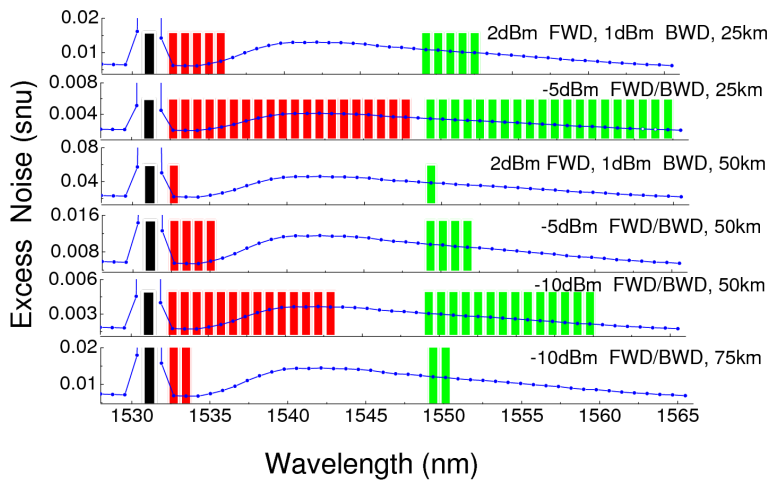 0.02
2dBm FWD, 1dBm BWD, 25km
0.01
0.008
-5dBm FWD/BWD, 25km
0.004
0.08
2dBm FWD, 1dBm BWD, 50km
0.04
0.016
-5dBm FWD/BWD, 50km
0.008
0.006
-10dBm FWD/BWD, 50km
0.003
0.02
-10dBm FWD/BWD, 75km
0.01
Excess Noise (snu)
1530 1535 1540 1545 1550 1555 1560 1565
Wavelength (nm)